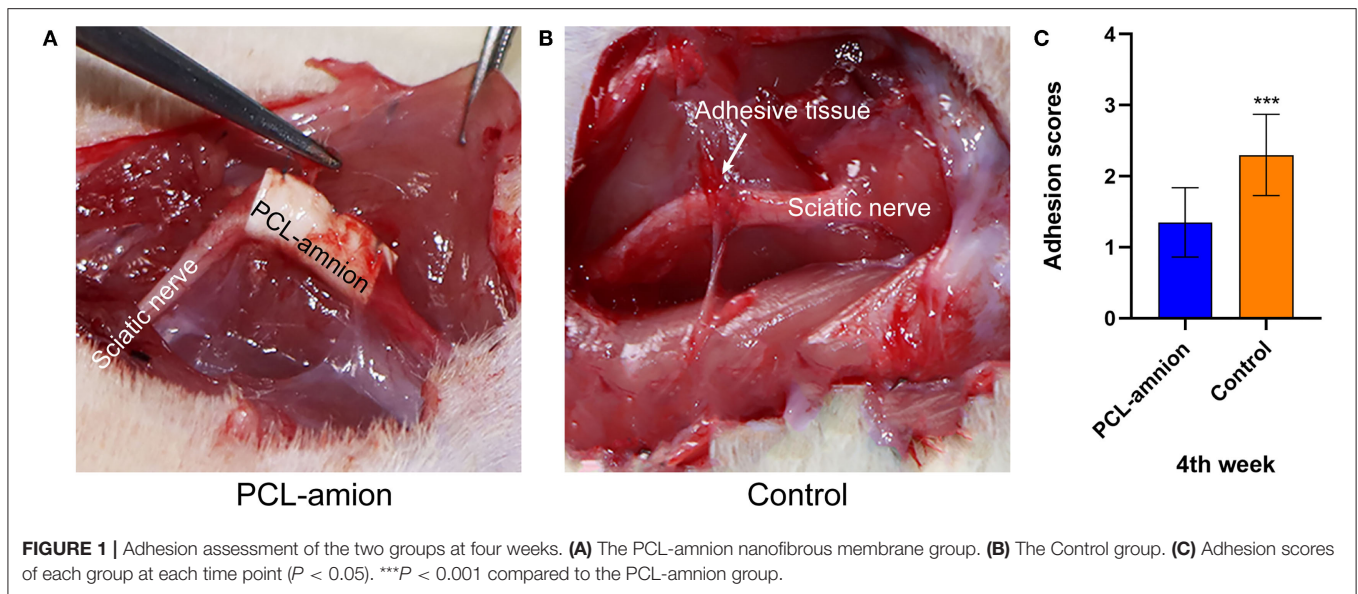 A
PCL-amnion
Sciatic nerve
PCL-amion
B
Adhesive tissue
Sciatic nerve
Control
C
Adhesion scores
4
3
2
1
0
***
PCL-amnion
Control
4th week
FIGURE 1 | Adhesion assessment of the two groups at four weeks. (A) The PCL-amnion nanofibrous membrane group. (B) The Control group. (C) Adhesion scores
of each group at each time point (P < 0.05). ***P < 0.001 compared to the PCL-amnion group.